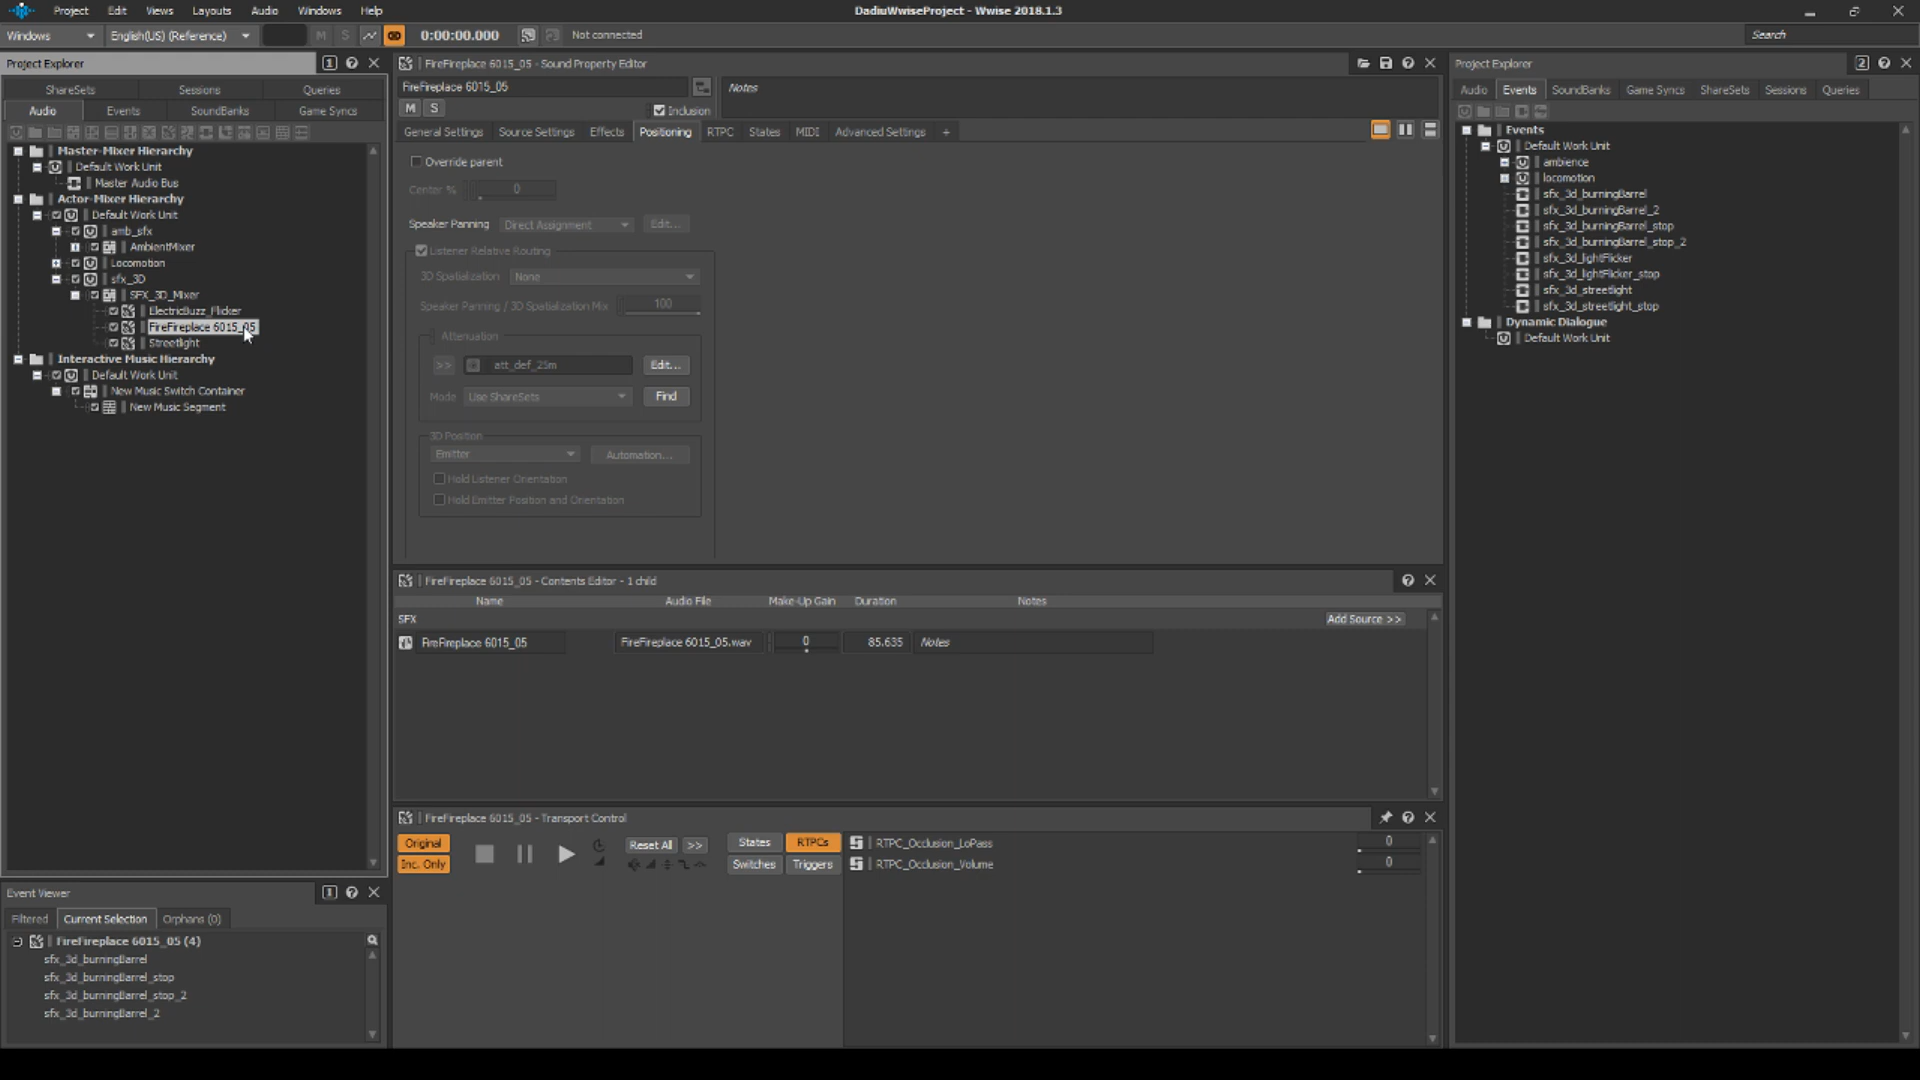 Project Edit Views Layouts Audio Windows Help
DadiuWwiseProject - Wwise 2018.1.3
Windows English(US) (Reference) M S 0:00:00.000 Not connected
Search
Project Explorer 1
ShareSets Sessions Queries
Audio Events SoundBanks Game Syncs
Master-Mixer Hierarchy
Default Work Unit
Master Audio Bus
Actor-Mixer Hierarchy
Default Work Unit
amb_sfx
AmbientMixer
Locomotion
sfx_3D
SFX_3D_Mixer
ElectricBuzz_Flicker
FireFireplace 6015_05
Streetlight
Interactive Music Hierarchy
Default Work Unit
New Music Switch Container
New Music Segment
Event Viewer 1
Filtered Current Selection Orphans (0)
FireFireplace 6015_05 (4)
sfx_3d_burningBarrel
sfx_3d_burningBarrel_stop
sfx_3d_burningBarrel_stop_2
sfx_3d_burningBarrel_2
FireFireplace 6015_05 - Sound Property Editor
FireFireplace 6015_05
Notes
M S
Inclusion
General Settings Source Settings Effects Positioning RTPC States MIDI Advanced Settings +
Override parent
Center % 0
Speaker Panning Direct Assignment Edit...
Listener Relative Routing
3D Spatialization None
Speaker Panning / 3D Spatialization Mix 100
Attenuation
>> att_def_25m Edit...
Mode Use ShareSets Find
3D Position
Emitter Automation...
Hold Listener Orientation
Hold Emitter Position and Orientation
FireFireplace 6015_05 - Contents Editor - 1 child
Name Audio File Make-Up Gain Duration Notes
SFX Add Source >>
FireFireplace 6015_05 FireFireplace 6015_05.wav 0 85.635 Notes
FireFireplace 6015_05 - Transport Control
Original
Inc. Only
Reset All >>
States RTPCs
Switches Triggers
RTPC_Occlusion_LoPass 0
RTPC_Occlusion_Volume 0
Project Explorer 2
Audio Events SoundBanks Game Syncs ShareSets Sessions Queries
Events
Default Work Unit
ambience
locomotion
sfx_3d_burningBarrel
sfx_3d_burningBarrel_2
sfx_3d_burningBarrel_stop
sfx_3d_burningBarrel_stop_2
sfx_3d_lightFlicker
sfx_3d_lightFlicker_stop
sfx_3d_streetlight
sfx_3d_streetlight_stop
Dynamic Dialogue
Default Work Unit